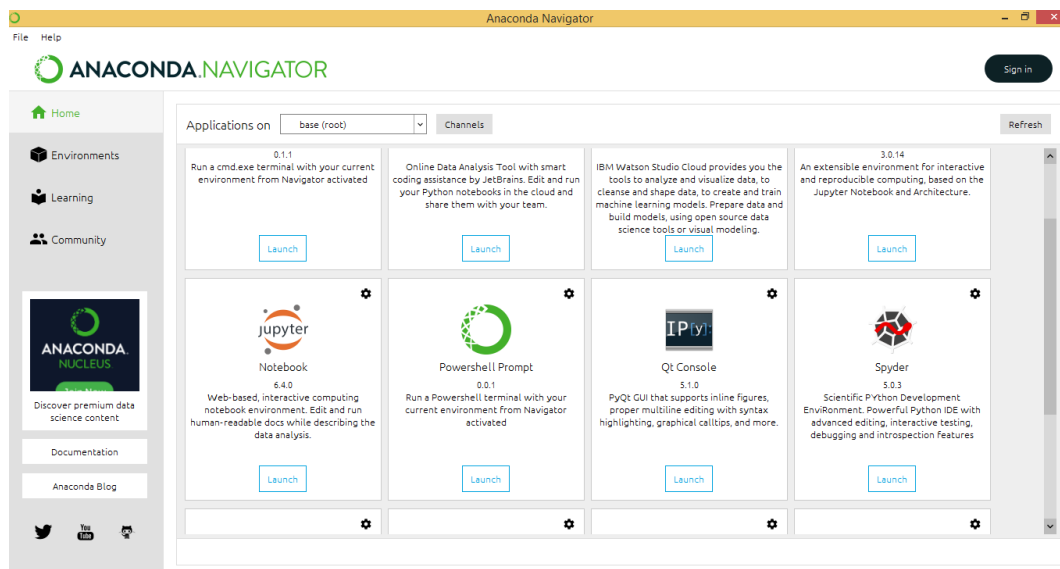 Anaconda Navigator
File Help
ANACONDA.NAVIGATOR
Sign in
Home
Environments
Learning
Community
ANACONDA.
NUCLEUS
Join Now
Discover premium data
science content
Documentation
Anaconda Blog
You
Tube
Applications on
base (root)
Channels
Refresh
0.1.1
Run a cmd.exe terminal with your current
environment from Navigator activated
Launch
Online Data Analysis Tool with smart
coding assistance by JetBrains. Edit and run
your Python notebooks in the cloud and
share them with your team.
Launch
IBM Watson Studio Cloud provides you the
tools to analyze and visualize data, to
cleanse and shape data, to create and train
machine learning models. Prepare data and
build models, using open source data
science tools or visual modeling.
Launch
3.0.14
An extensible environment for interactive
and reproducible computing, based on the
Jupyter Notebook and Architecture.
Launch
jupyter
Notebook
6.4.0
Web-based, interactive computing
notebook environment. Edit and run
human-readable docs while describing the
data analysis.
Launch
Powershell Prompt
0.0.1
Run a Powershell terminal with your
current environment from Navigator
activated
Launch
IP[y]:
Qt Console
5.1.0
PyQt GUI that supports inline figures,
proper multiline editing with syntax
highlighting, graphical calltips, and more.
Launch
Spyder
5.0.3
Scientific PYthon Development
EnviRonment. Powerful Python IDE with
advanced editing, interactive testing,
debugging and introspection features
Launch